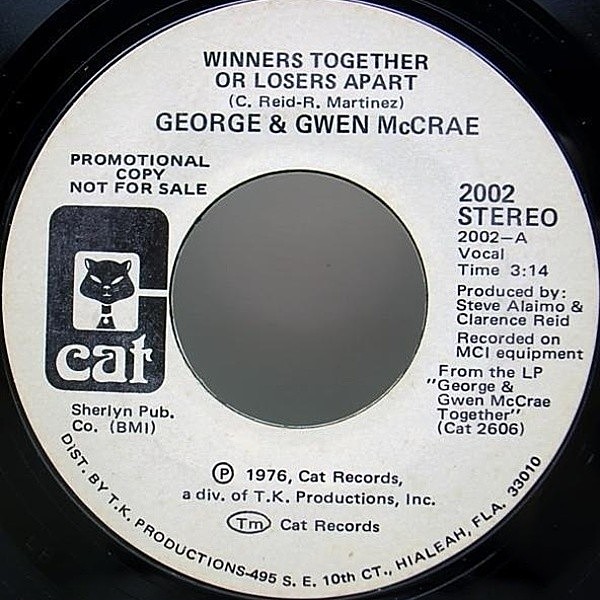 WINNERS TOGETHER
OR LOSERS APART
(C. Reid-R. Martinez)
GEORGE & GWEN McCRAE
PROMOTIONAL
COPY
NOT FOR SALE
cat
Sherlyn Pub.
Co. (BMI)
2002
STEREO
2002-A
Vocal
Time 3:14
Produced by:
Steve Alaimo &
Clarence Reid
Recorded on
MCI equipment
From the LP
"George &
Gwen McCrae
Together"
(Cat 2606)
Ⓟ 1976, Cat Records,
a div. of T.K. Productions, Inc.
Tm Cat Records
DIST. BY T.K. PRODUCTIONS-495 S. E. 10th CT., HIALEAH, FLA. 33010